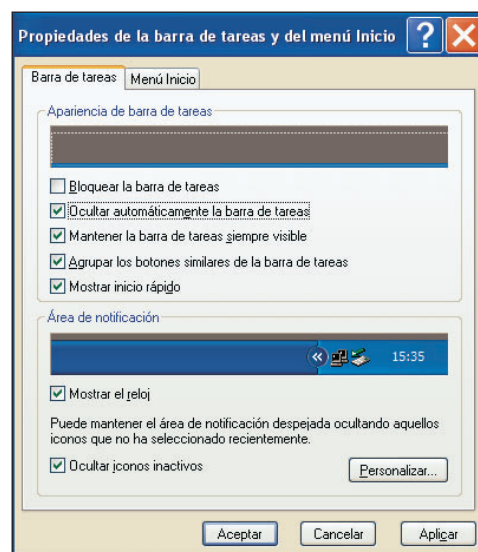 Propiedades de la barra de tareas y del menú Inicio
Barra de tareas Menú Inicio
Apariencia de barra de tareas
Bloquear la barra de tareas
Ocultar automáticamente la barra de tareas
Mantener la barra de tareas siempre visible
Agrupar los botones similares de la barra de tareas
Mostrar inicio rápido
Área de notificación
15:35
Mostrar el reloj
Puede mantener el área de notificación despejada ocultando aquellos
iconos que no ha seleccionado recientemente.
Ocultar iconos inactivos Personalizar...
Aceptar Cancelar Aplicar